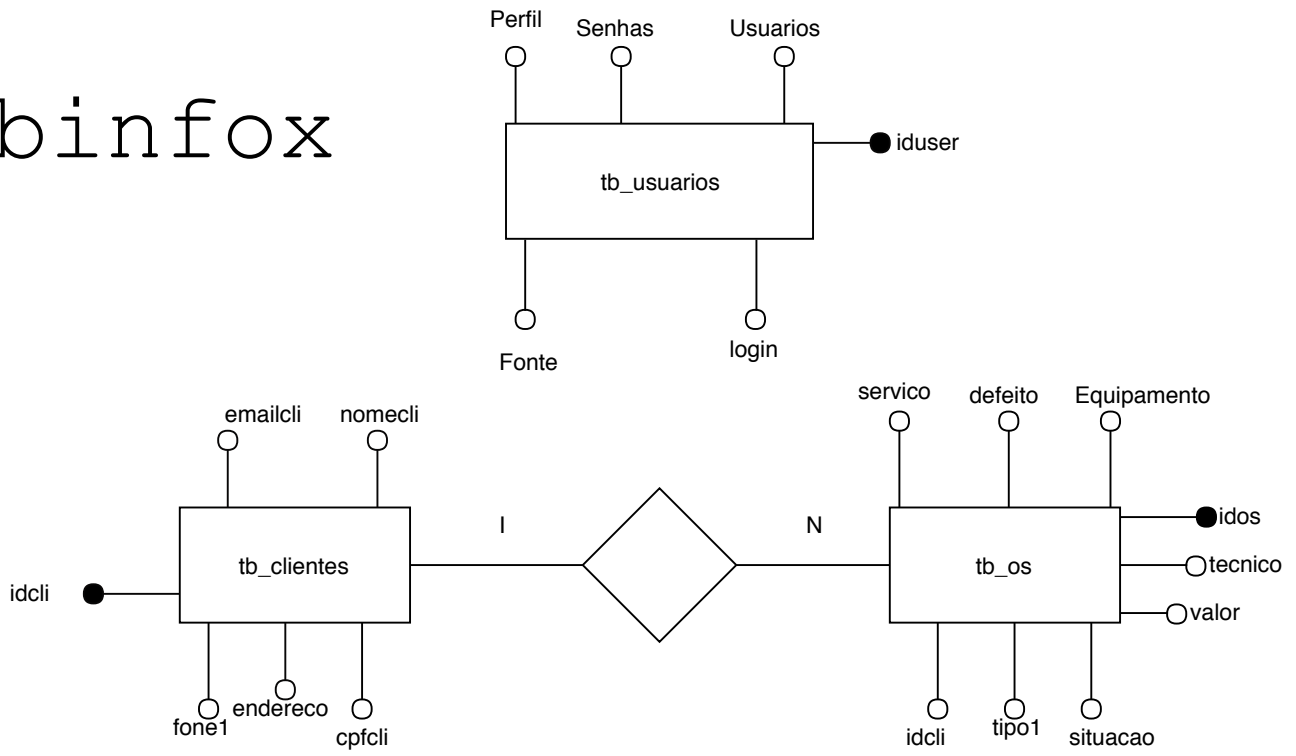 Perfil
Senhas
Usuarios
binfox
iduser
tb_usuarios
Fonte
login
servico
defeito
Equipamento
emailcli
nomecli
I
N
idos
tb_clientes
tb_os
tecnico
idcli
valor
fone1
endereco
cpfcli
idcli
tipo1
situacao